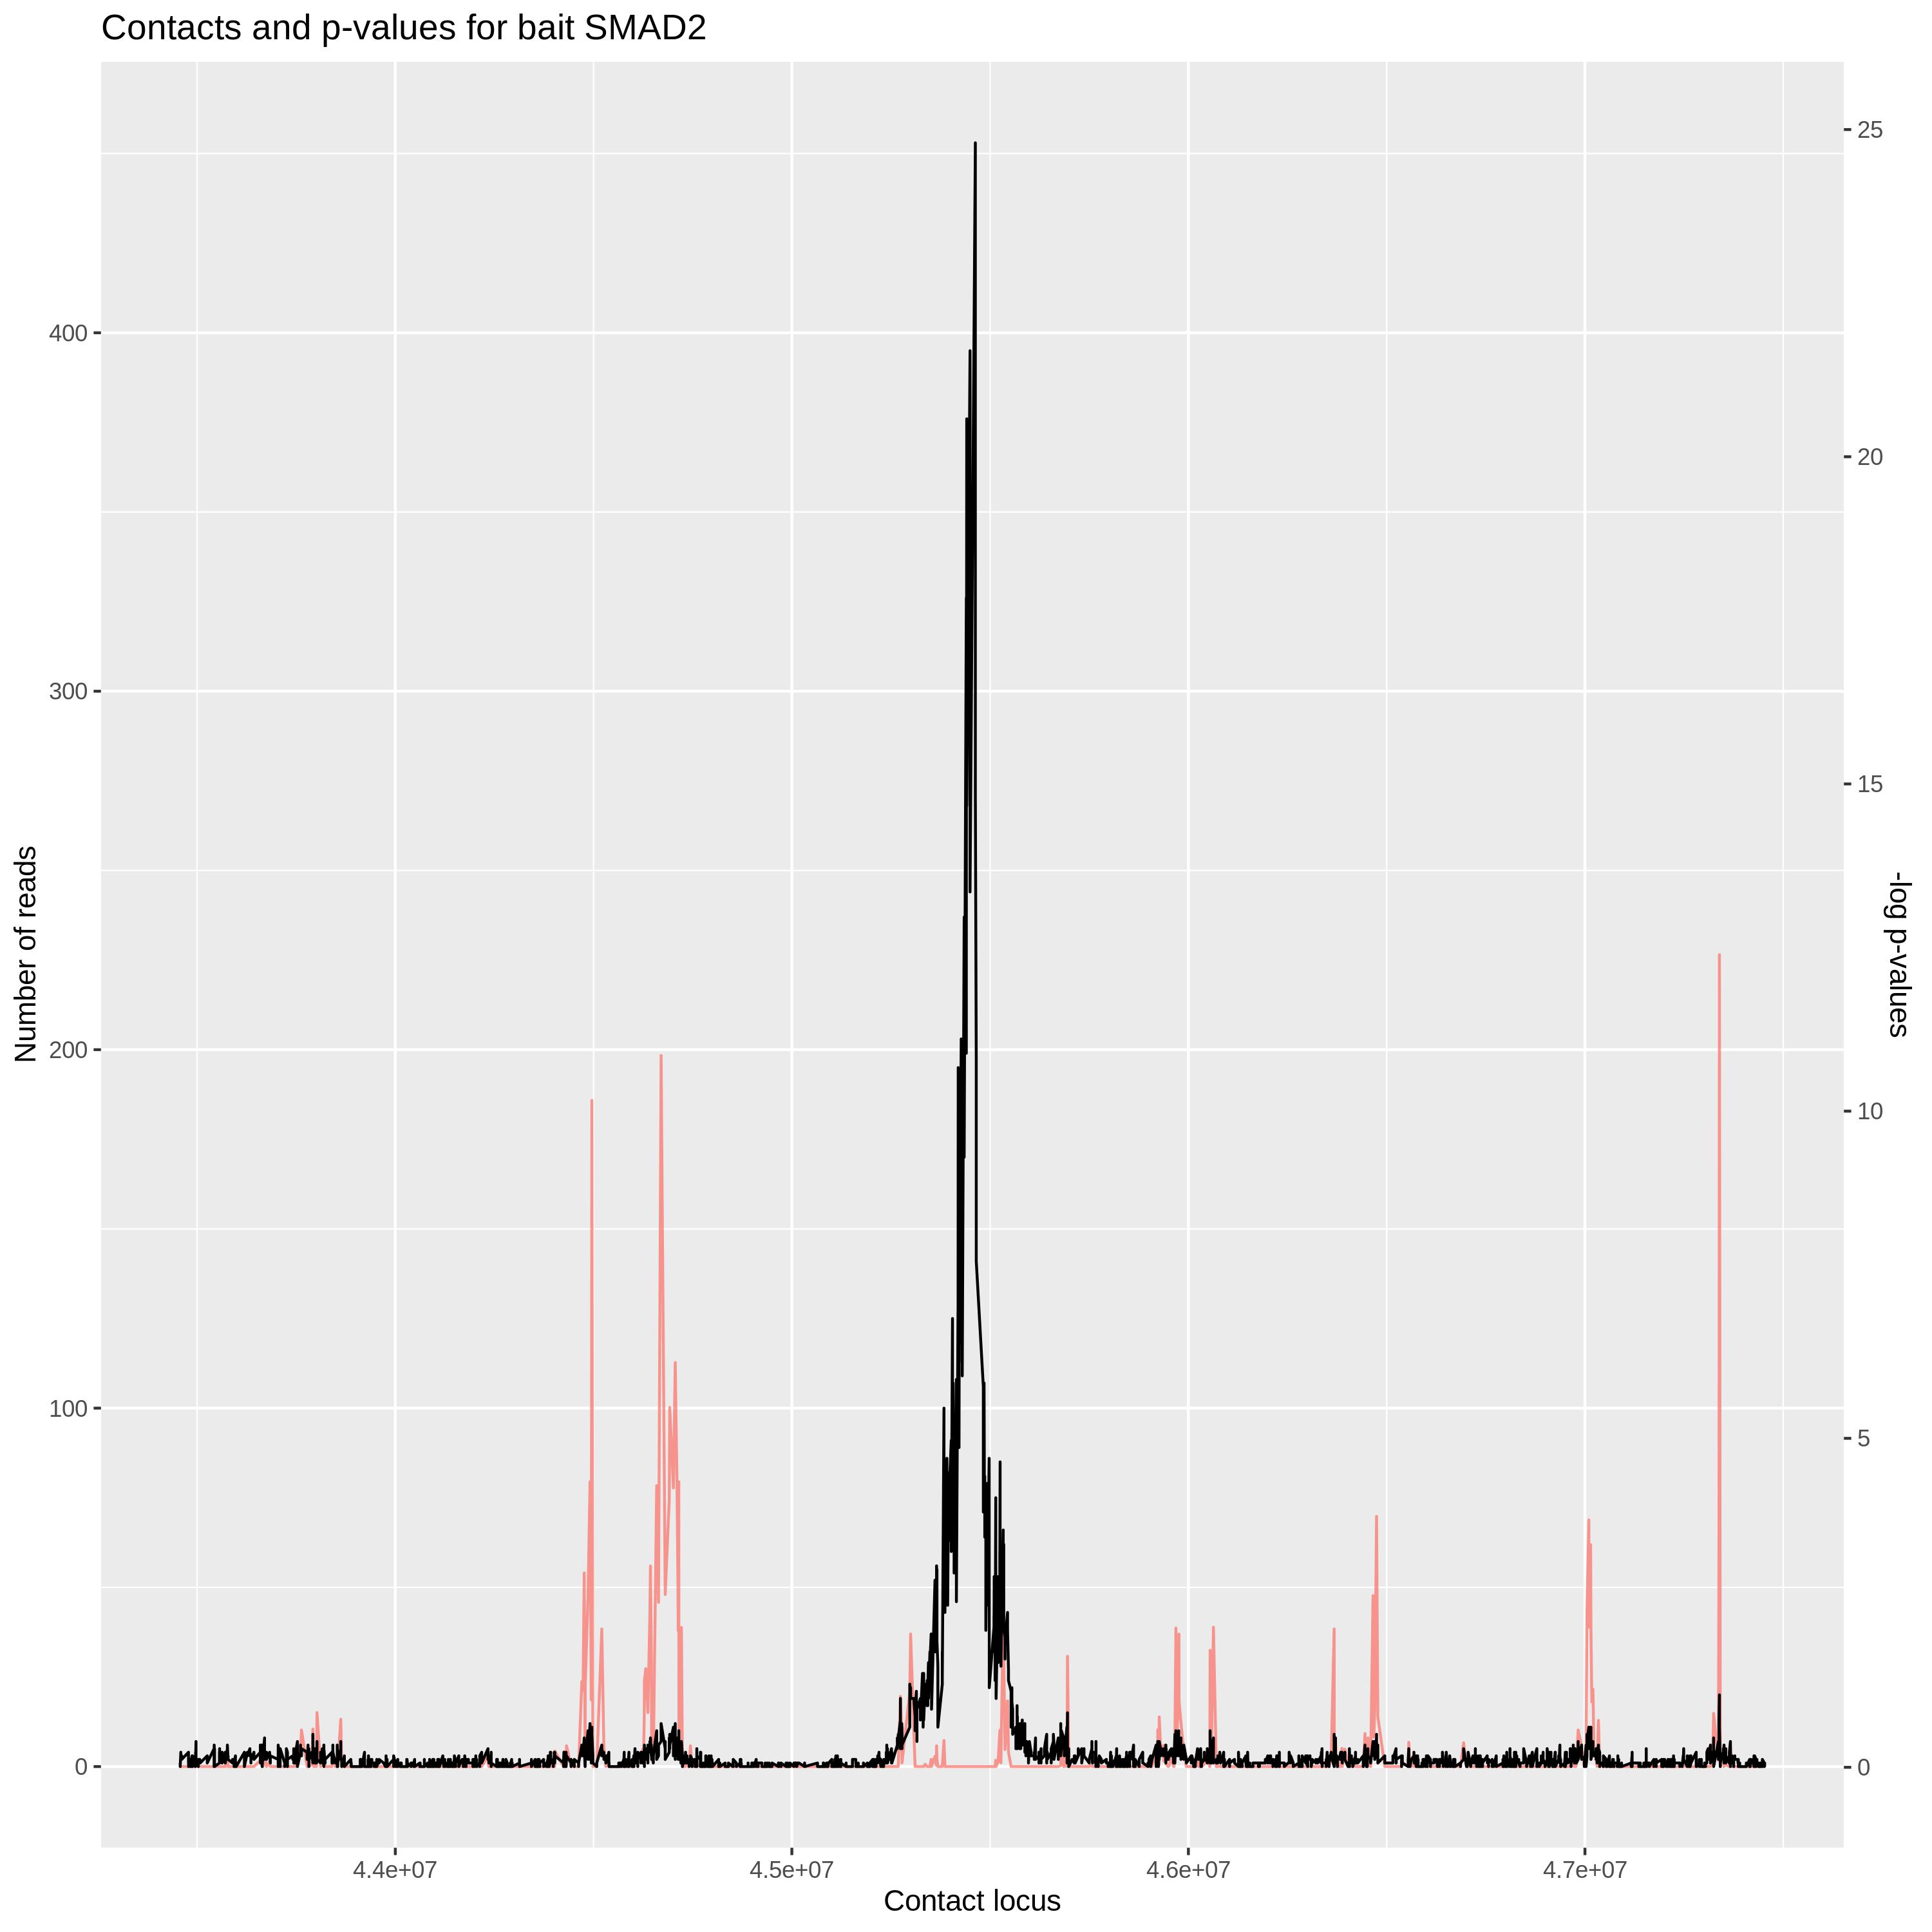 Contacts and p-values for bait SMAD2
25
400
20
300
15
Number of reads
-log p-values
200
10
100
5
0
0
4.4e+07
4.5e+07
4.6e+07
4.7e+07
Contact locus